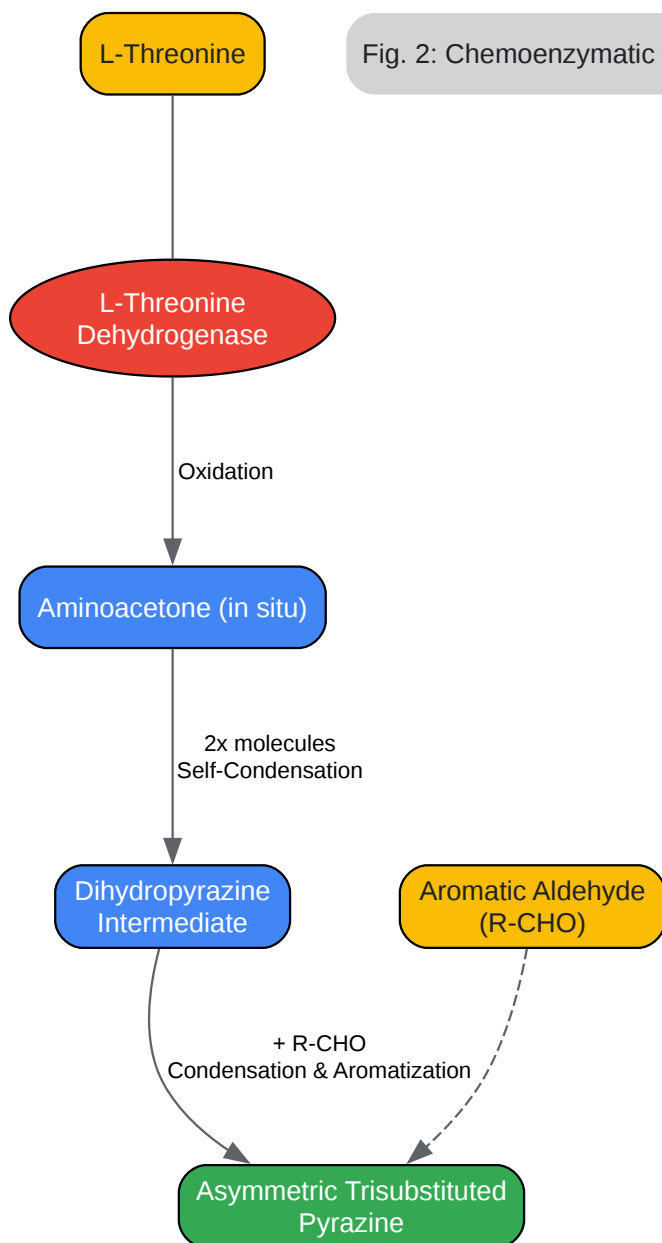 L-Threonine
Fig. 2: Chemoenzymatic
L-Threonine
Dehydrogenase
Oxidation
Aminoacetone (in situ)
2x molecules
Self-Condensation
Dihydropyrazine
Intermediate
Aromatic Aldehyde
(R-CHO)
+ R-CHO
Condensation & Aromatization
Asymmetric Trisubstituted
Pyrazine